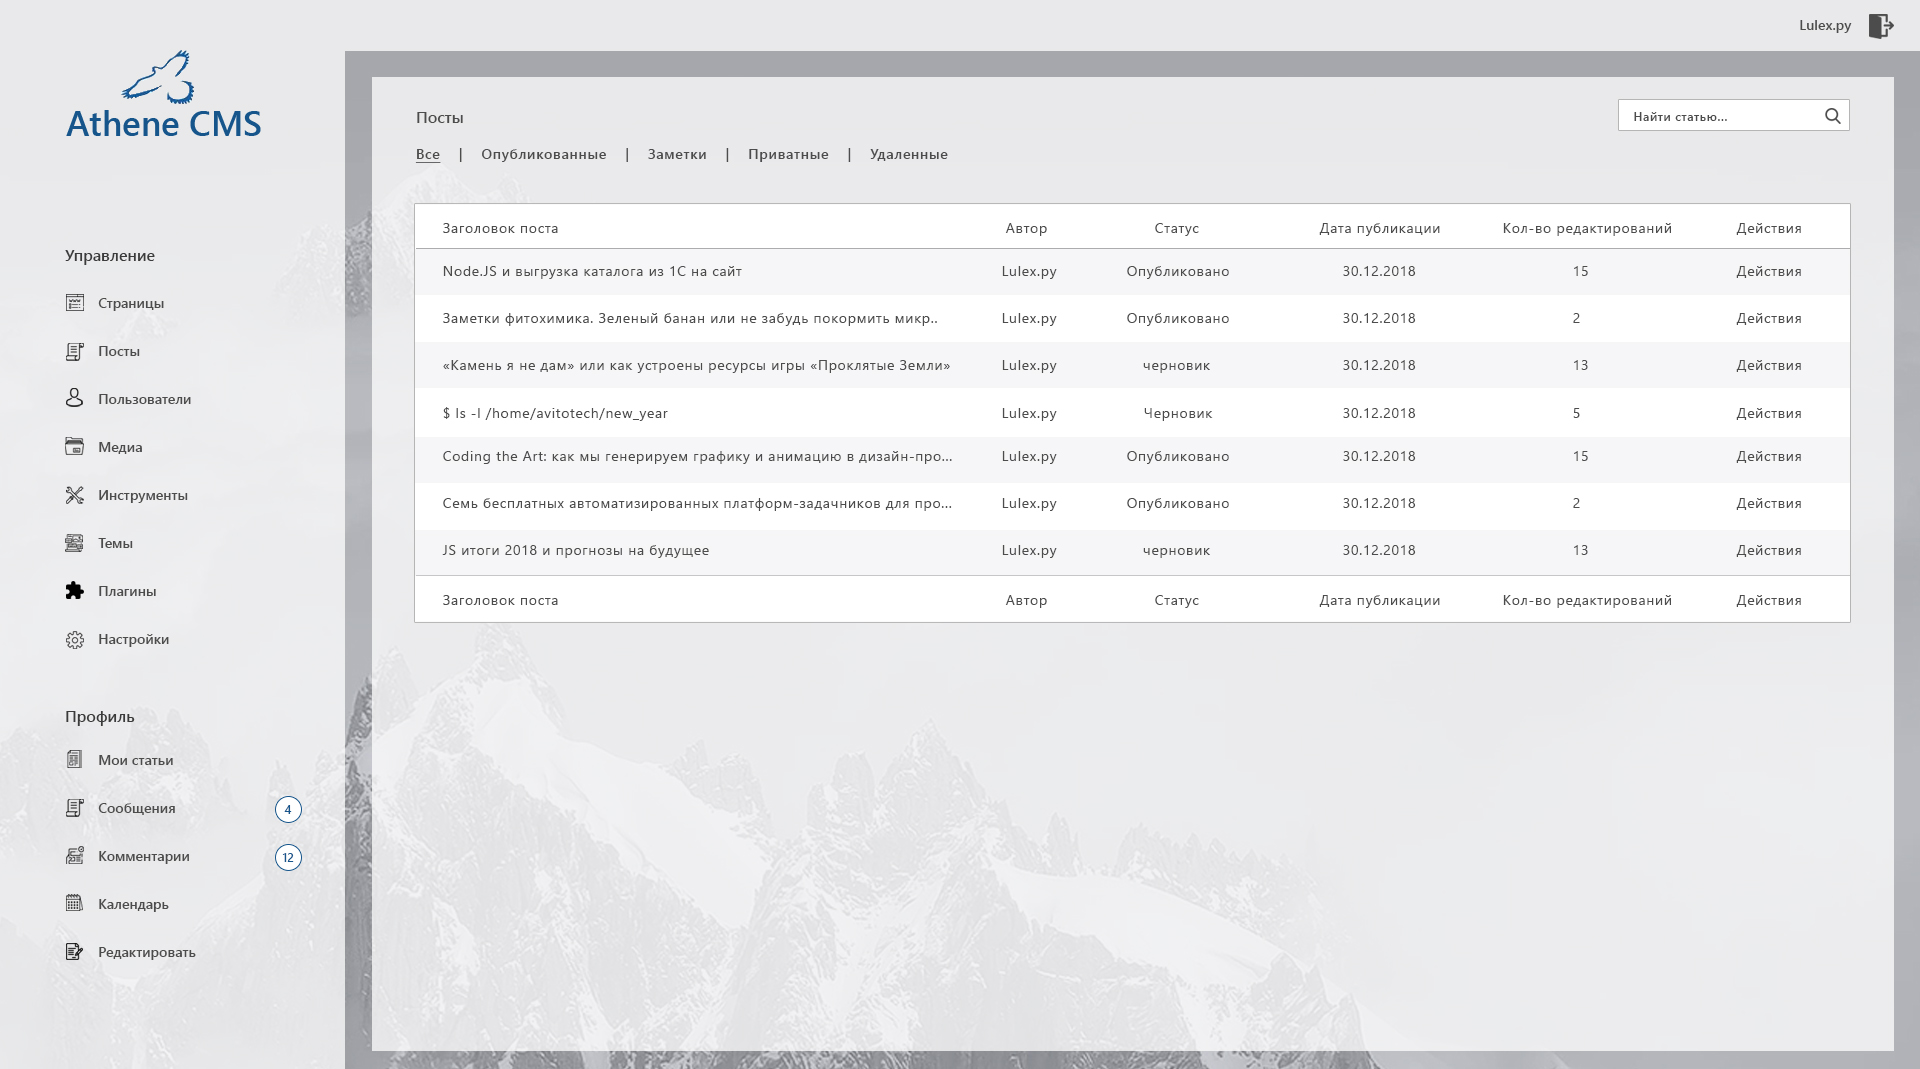 Lulex.py
Athene CMS
Управление
Страницы
Посты
Пользователи
Медиа
Инструменты
Темы
Плагины
Настройки
Профиль
Мои статьи
Сообщения 4
Комментарии 12
Календарь
Редактировать
Посты
Найти статью...
Все | Опубликованные | Заметки | Приватные | Удаленные
Заголовок поста Автор Статус Дата публикации Кол-во редактирований Действия
Node.JS и выгрузка каталога из 1С на сайт Lulex.py Опубликовано 30.12.2018 15 Действия
Заметки фитохимика. Зеленый банан или не забудь покормить микр.. Lulex.py Опубликовано 30.12.2018 2 Действия
«Камень я не дам» или как устроены ресурсы игры «Проклятые Земли» Lulex.py черновик 30.12.2018 13 Действия
$ ls -l /home/avitotech/new_year Lulex.py Черновик 30.12.2018 5 Действия
Coding the Art: как мы генерируем графику и анимацию в дизайн-про... Lulex.py Опубликовано 30.12.2018 15 Действия
Семь бесплатных автоматизированных платформ-задачников для про... Lulex.py Опубликовано 30.12.2018 2 Действия
JS итоги 2018 и прогнозы на будущее Lulex.py черновик 30.12.2018 13 Действия
Заголовок поста Автор Статус Дата публикации Кол-во редактирований Действия